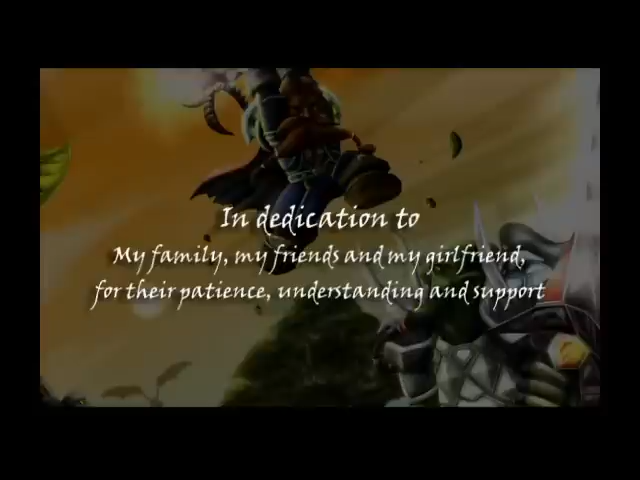 In dedication to
My family, my friends and my girlfriend,
for their patience, understanding and support